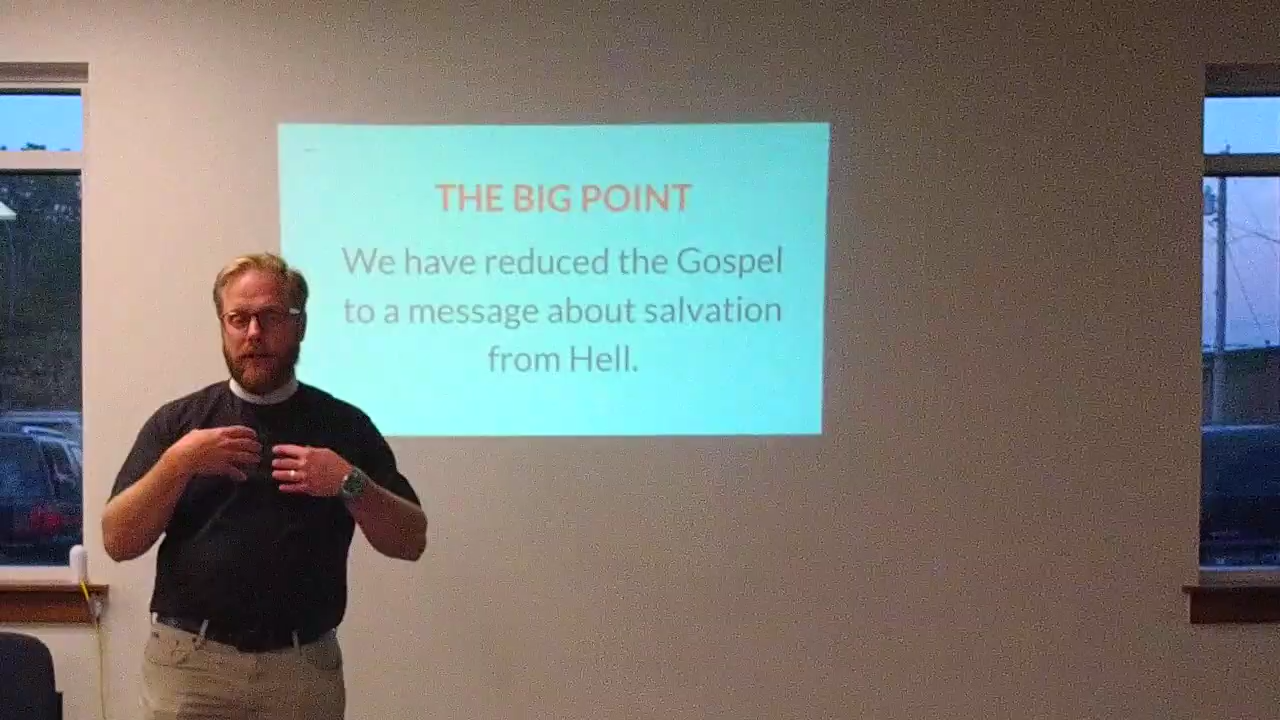 THE BIG POINT
We have reduced the Gospel
to a message about salvation
from Hell.